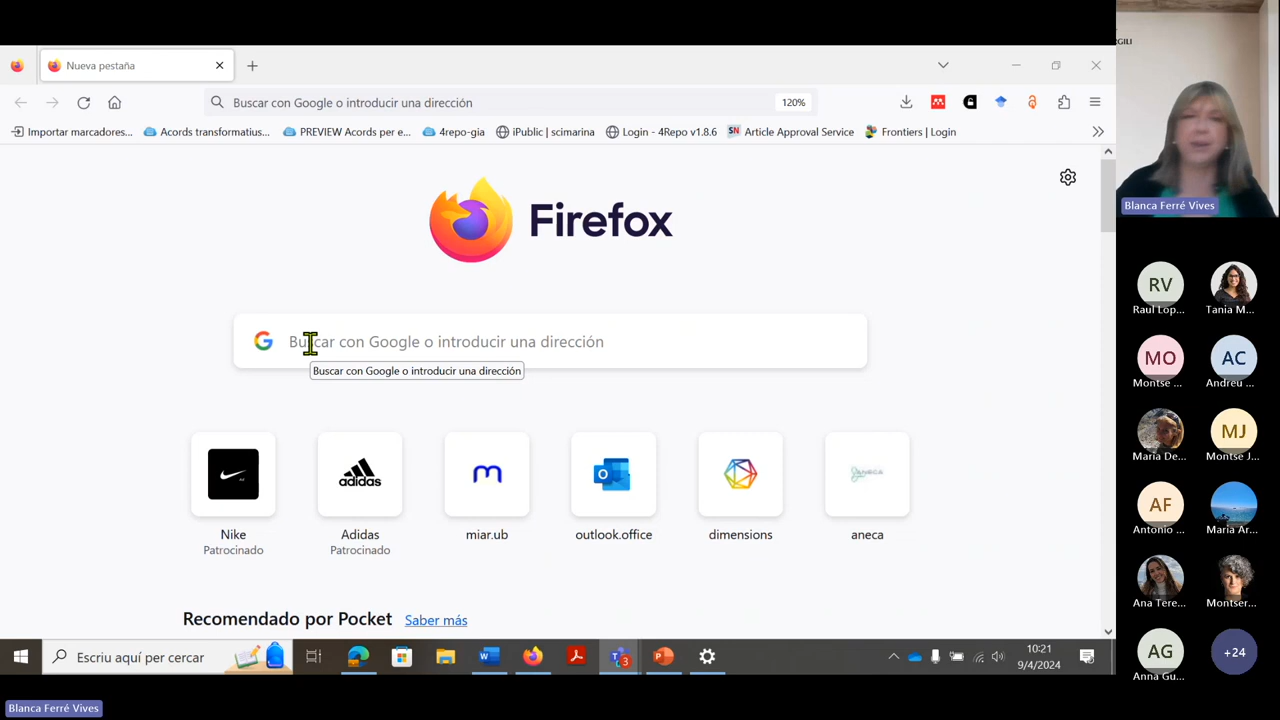 Nueva pestaña
Buscar con Google o introducir una dirección
120%
Importar marcadores...
Acords transformatius...
PREVIEW Acords per e...
4repo-gia
iPublic | scimarina
Login - 4Repo v1.8.6
SN
Article Approval Service
Frontiers | Login
Firefox
Buscar con Google o introducir una dirección
Buscar con Google o introducir una dirección
adidas
Nike
Patrocinado
Adidas
Patrocinado
miar.ub
outlook.office
dimensions
aneca
Recomendado por Pocket
Saber más
Escriu aquí per cercar
10:21
9/4/2024
GILI
Blanca Ferré Vives
RV
Raul Lop...
Tania M...
MO
Montse ...
AC
Andreu ...
Maria De...
MJ
Montse J...
AF
Antonio ...
Maria Ar...
Ana Tere...
Montser...
AG
Anna Gu...
+24
Blanca Ferré Vives